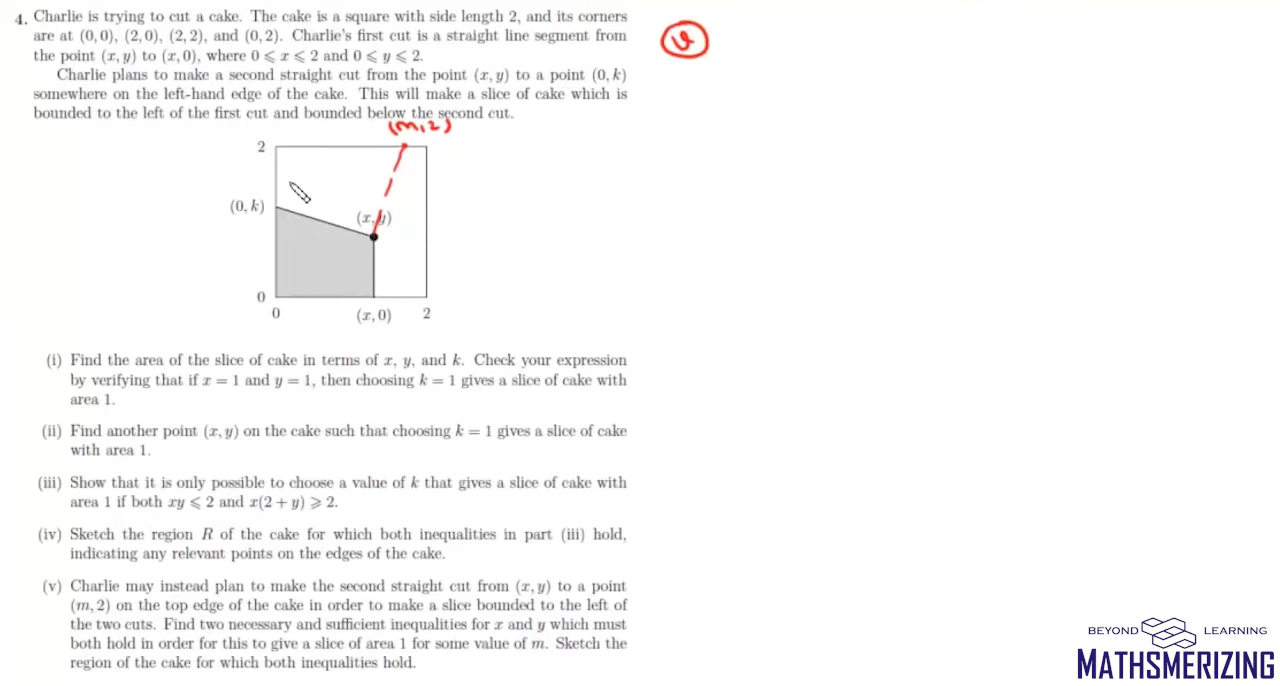 4. Charlie is trying to cut a cake. The cake is a square with side length 2, and its corners
are at (0, 0), (2, 0), (2, 2), and (0, 2). Charlie's first cut is a straight line segment from
the point (x, y) to (x, 0), where 0 ⩽ x ⩽ 2 and 0 ⩽ y ⩽ 2.
Charlie plans to make a second straight cut from the point (x, y) to a point (0, k)
somewhere on the left-hand edge of the cake. This will make a slice of cake which is
bounded to the left of the first cut and bounded below the second cut.
(m, 2)
2
(0, k)
(x, y)
0
0
(x, 0)
2
(i) Find the area of the slice of cake in terms of x, y, and k. Check your expression
by verifying that if x = 1 and y = 1, then choosing k = 1 gives a slice of cake with
area 1.
(ii) Find another point (x, y) on the cake such that choosing k = 1 gives a slice of cake
with area 1.
(iii) Show that it is only possible to choose a value of k that gives a slice of cake with
area 1 if both xy ⩽ 2 and x(2 + y) ⩾ 2.
(iv) Sketch the region R of the cake for which both inequalities in part (iii) hold,
indicating any relevant points on the edges of the cake.
(v) Charlie may instead plan to make the second straight cut from (x, y) to a point
(m, 2) on the top edge of the cake in order to make a slice bounded to the left of
the two cuts. Find two necessary and sufficient inequalities for x and y which must
both hold in order for this to give a slice of area 1 for some value of m. Sketch the
region of the cake for which both inequalities hold.
v
BEYOND LEARNING
MATHSMERIZING